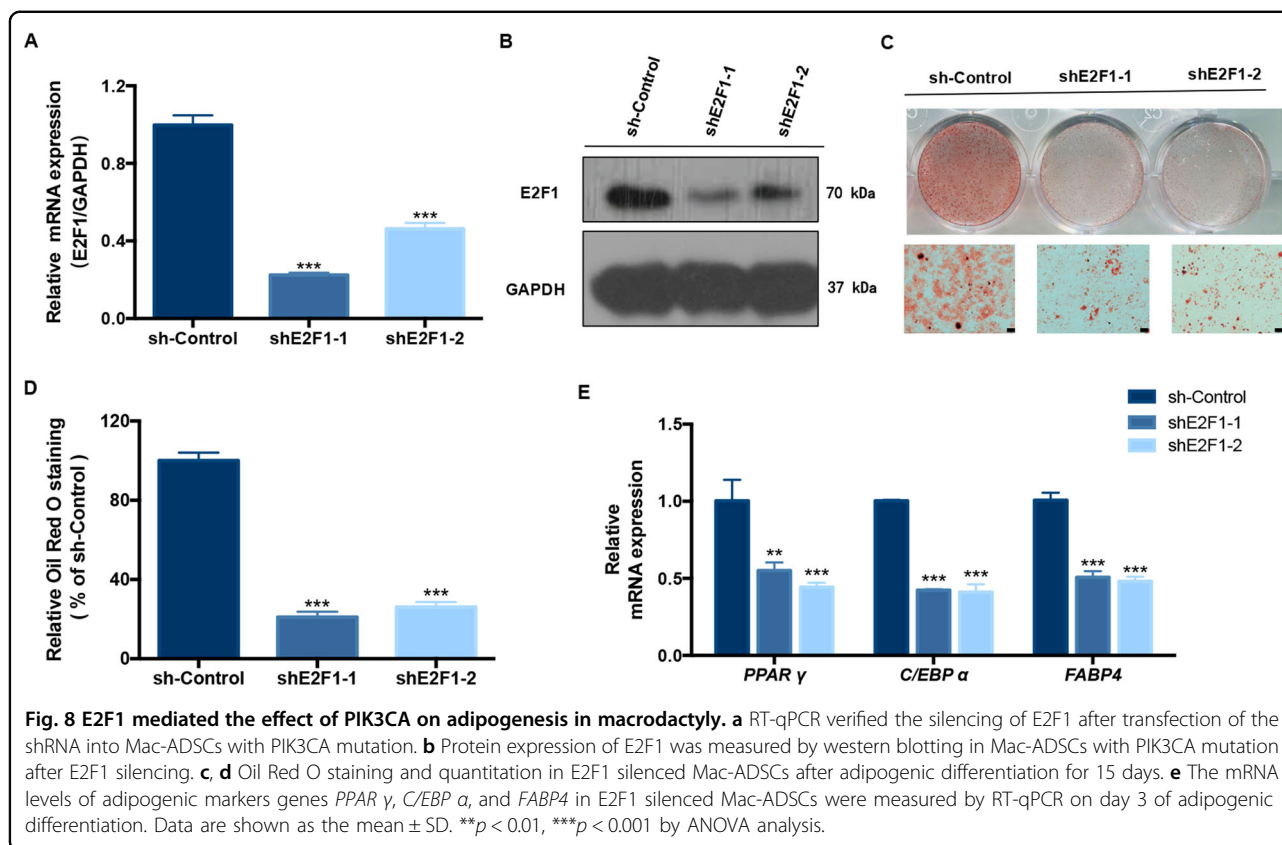 A
Relative mRNA expression
(E2F1/GAPDH)
1.2
0.8
0.4
0.0
***
***
sh-Control
shE2F1-1
shE2F1-2
B
sh-Control
shE2F1-1
shE2F1-2
E2F1
70 kDa
GAPDH
37 kDa
C
sh-Control
shE2F1-1
shE2F1-2
D
Relative Oil Red O staining
( % of sh-Control )
120
80
40
0
***
***
sh-Control
shE2F1-1
shE2F1-2
E
sh-Control
shE2F1-1
shE2F1-2
Relative
mRNA expression
1.5
1.0
0.5
0.0
**
***
***
***
***
***
PPAR γ
C/EBP α
FABP4
Fig. 8 E2F1 mediated the effect of PIK3CA on adipogenesis in macrodactyly. a RT-qPCR verified the silencing of E2F1 after transfection of the
shRNA into Mac-ADSCs with PIK3CA mutation. b Protein expression of E2F1 was measured by western blotting in Mac-ADSCs with PIK3CA mutation
after E2F1 silencing. c, d Oil Red O staining and quantitation in E2F1 silenced Mac-ADSCs after adipogenic differentiation for 15 days. e The mRNA
levels of adipogenic markers genes PPAR γ, C/EBP α, and FABP4 in E2F1 silenced Mac-ADSCs were measured by RT-qPCR on day 3 of adipogenic
differentiation. Data are shown as the mean ± SD. **p < 0.01, ***p < 0.001 by ANOVA analysis.